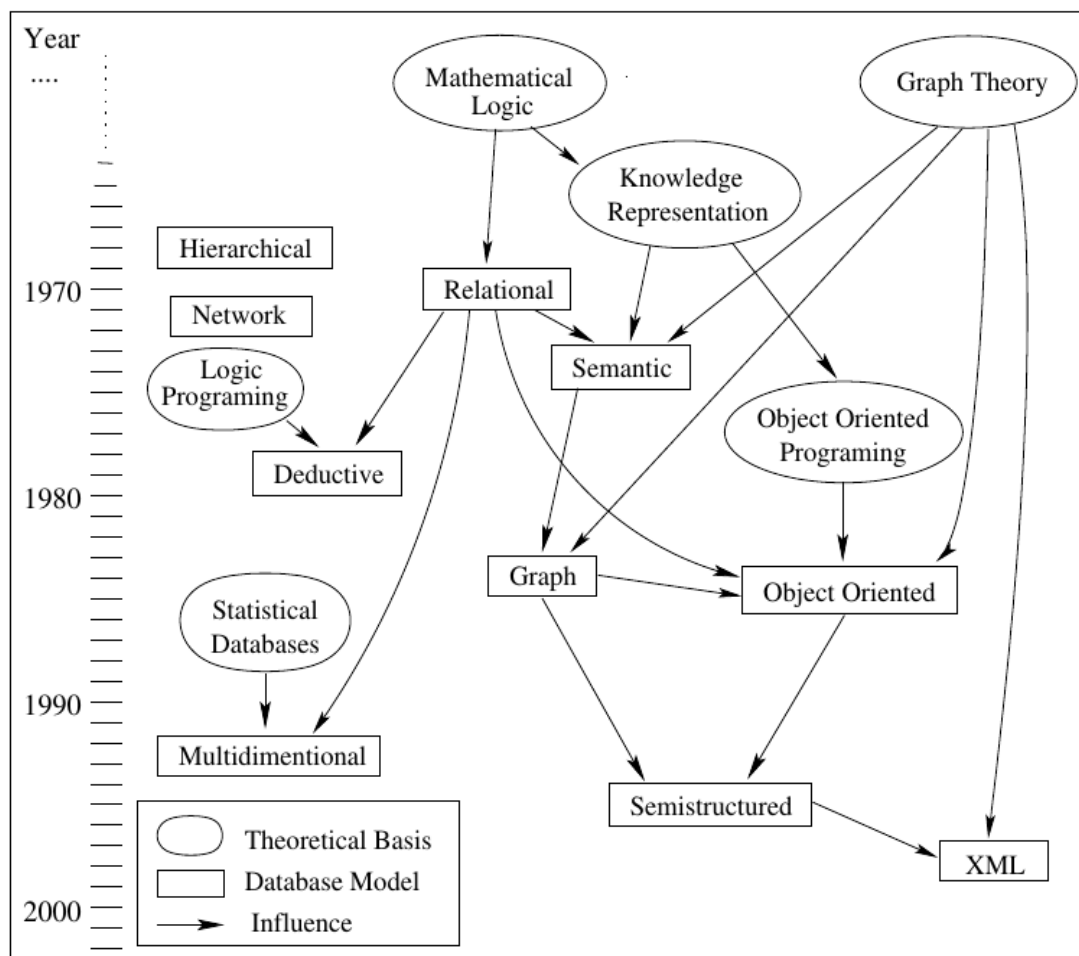 Year
....
Mathematical
Logic
Graph Theory
Knowledge
Representation
Hierarchical
1970
Relational
Network
Semantic
Logic
Programing
Object Oriented
Programing
Deductive
1980
Graph
Object Oriented
Statistical
Databases
1990
Multidimentional
Semistructured
Theoretical Basis
XML
Database Model
2000
Influence